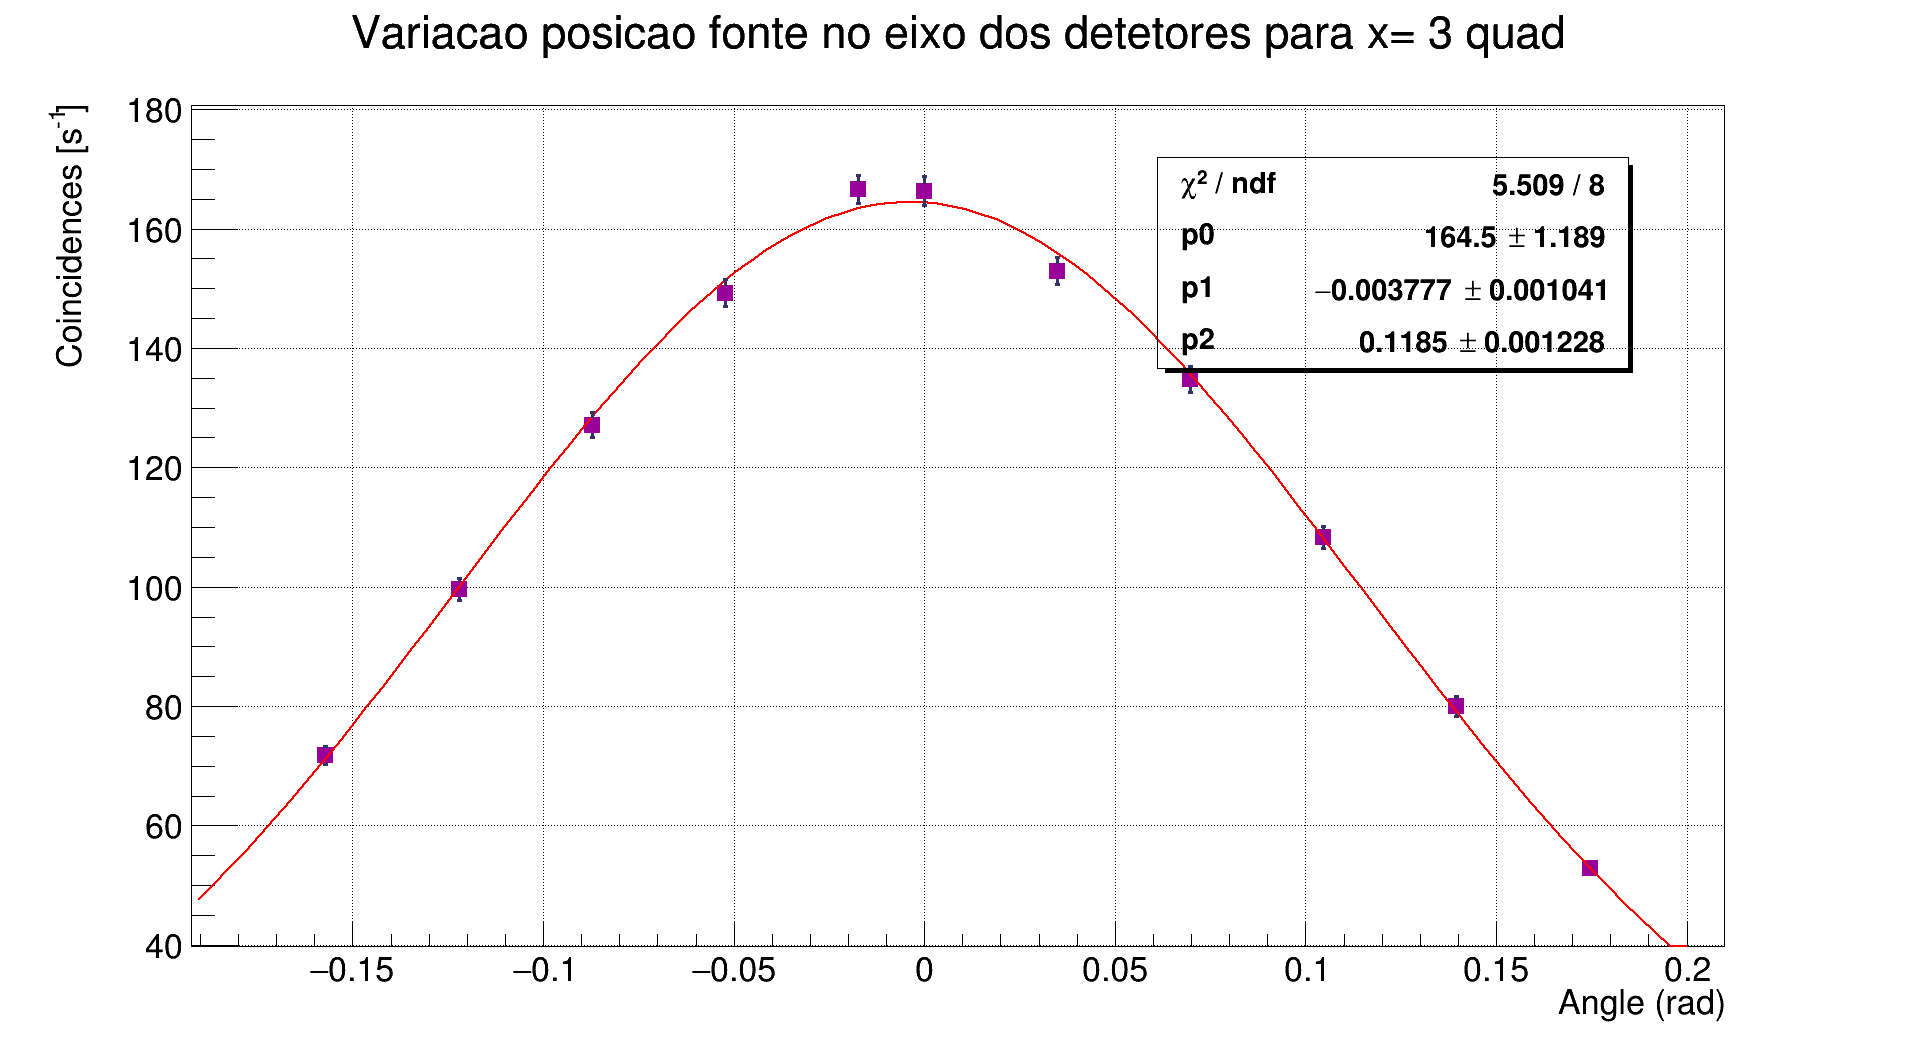 Variacao posicao fonte no eixo dos detetores para x= 3 quad
Coincidences [s⁻¹]
180
160
140
120
100
80
60
40
χ² / ndf 5.509 / 8
p0 164.5 ± 1.189
p1 −0.003777 ± 0.001041
p2 0.1185 ± 0.001228
−0.15 −0.1 −0.05 0 0.05 0.1 0.15 0.2
Angle (rad)